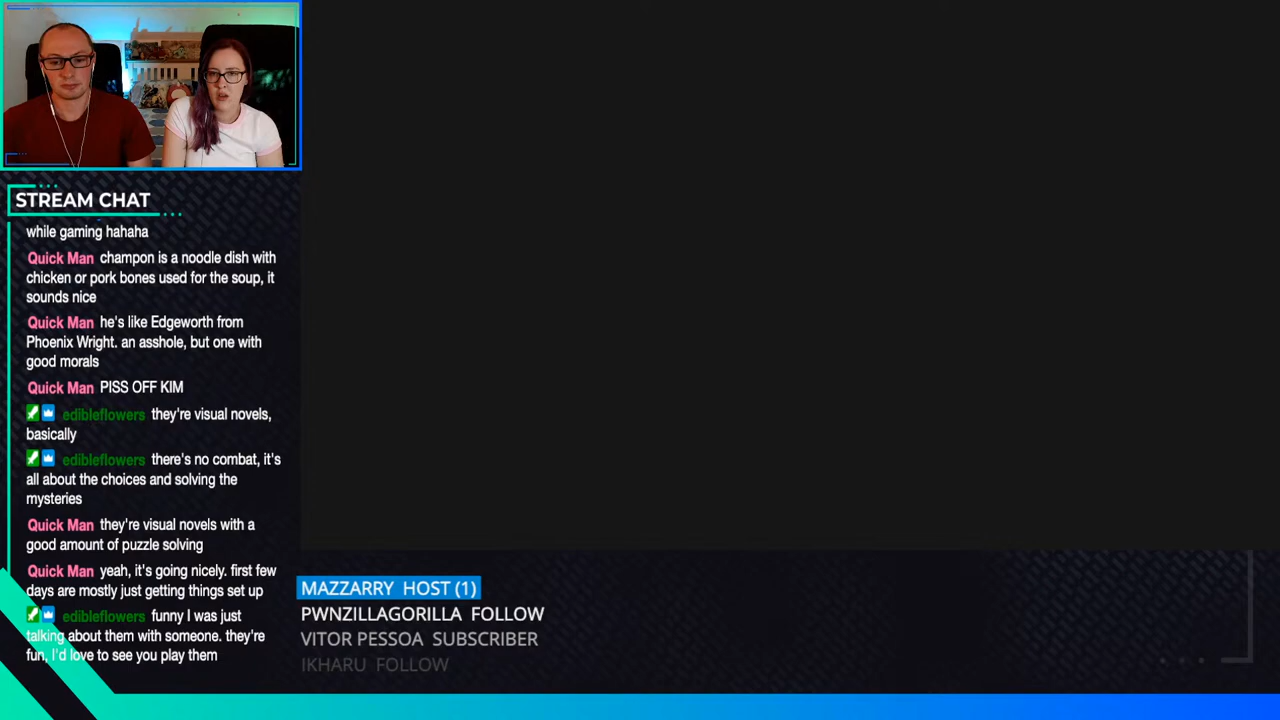 STREAM CHAT
while gaming hahaha
Quick Man champon is a noodle dish with
chicken or pork bones used for the soup, it
sounds nice
Quick Man he's like Edgeworth from
Phoenix Wright. an asshole, but one with
good morals
Quick Man PISS OFF KIM
edibleflowers they're visual novels,
basically
edibleflowers there's no combat, it's
all about the choices and solving the
mysteries
Quick Man they're visual novels with a
good amount of puzzle solving
Quick Man yeah, it's going nicely. first few
days are mostly just getting things set up
edibleflowers funny I was just
talking about them with someone. they're
fun, I'd love to see you play them
MAZZARRY HOST (1)
PWNZILLAGORILLA FOLLOW
VITOR PESSOA SUBSCRIBER
IKHARU FOLLOW